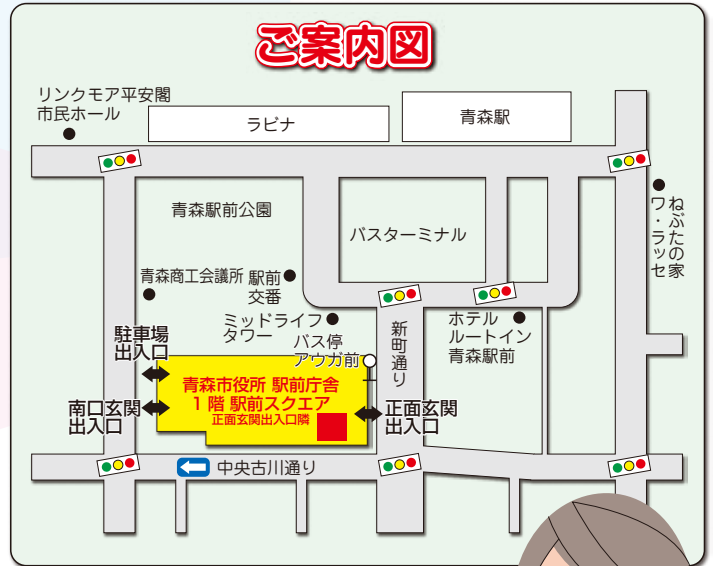 ご案内図
リンクモア平安閣
市民ホール
ラビナ
青森駅
青森駅前公園
バスターミナル
ねぶたの家
ワ・ラッセ
青森商工会議所
駅前
交番
ミッドライフ
タワー
バス停
アウガ前
新町通り
ホテル
ルートイン
青森駅前
駐車場
出入口
青森市役所 駅前庁舎
1階 駅前スクエア
正面玄関出入口隣
南口玄関
出入口
正面玄関
出入口
中央古川通り